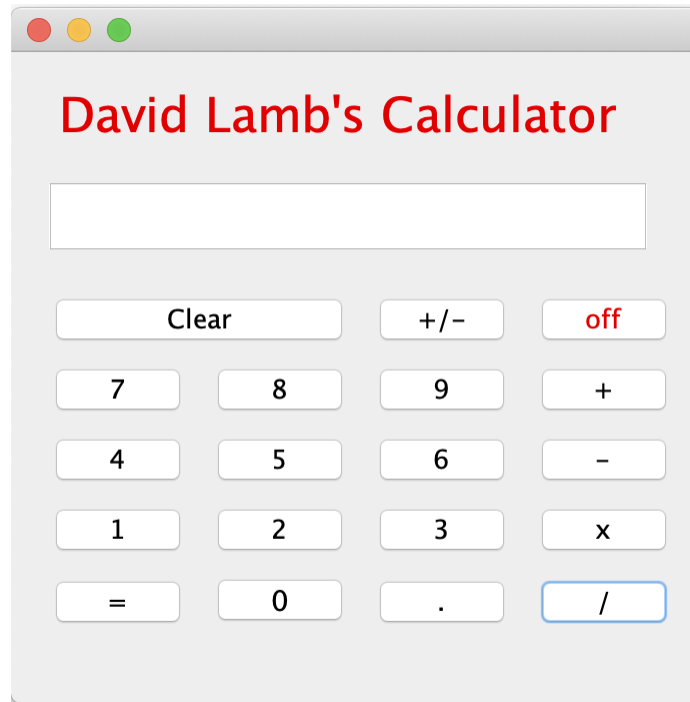 David Lamb's Calculator
Clear +/- off
7 8 9 +
4 5 6 -
1 2 3 x
= 0 . /